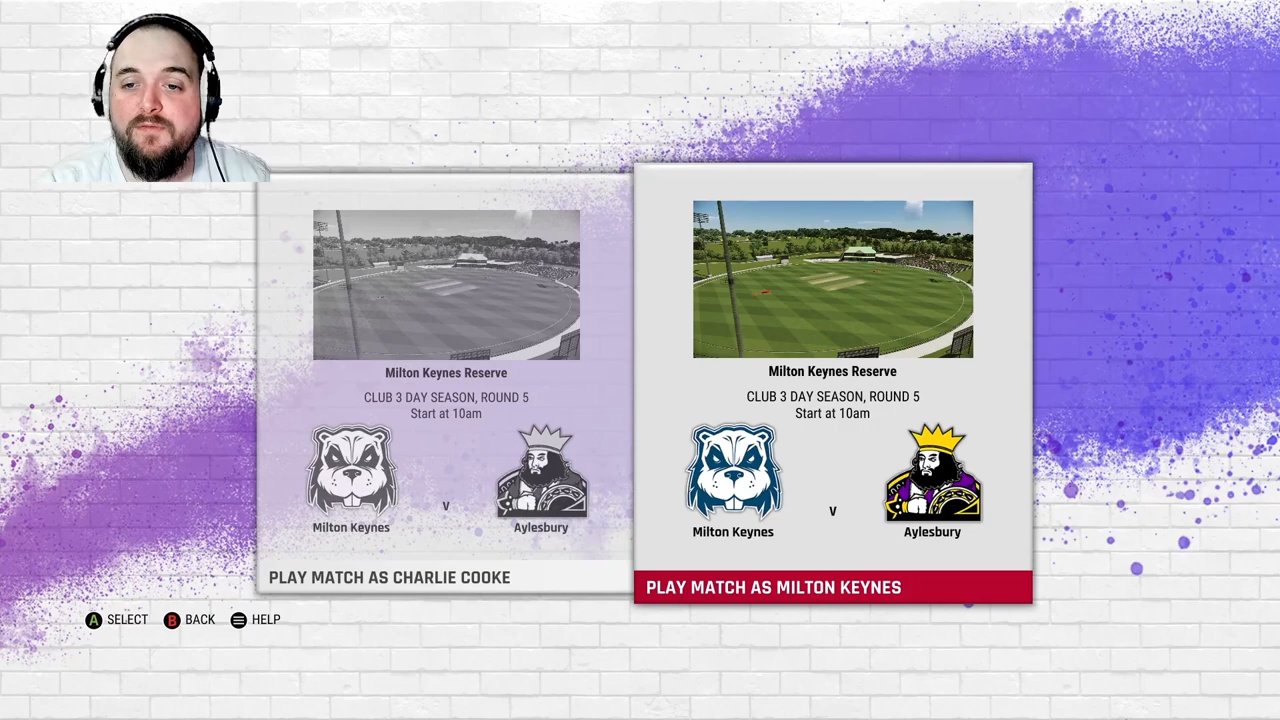 Milton Keynes Reserve
CLUB 3 DAY SEASON, ROUND 5
Start at 10am
v
Milton Keynes
Aylesbury
PLAY MATCH AS CHARLIE COOKE
Milton Keynes Reserve
CLUB 3 DAY SEASON, ROUND 5
Start at 10am
v
Milton Keynes
Aylesbury
PLAY MATCH AS MILTON KEYNES
A SELECT B BACK HELP